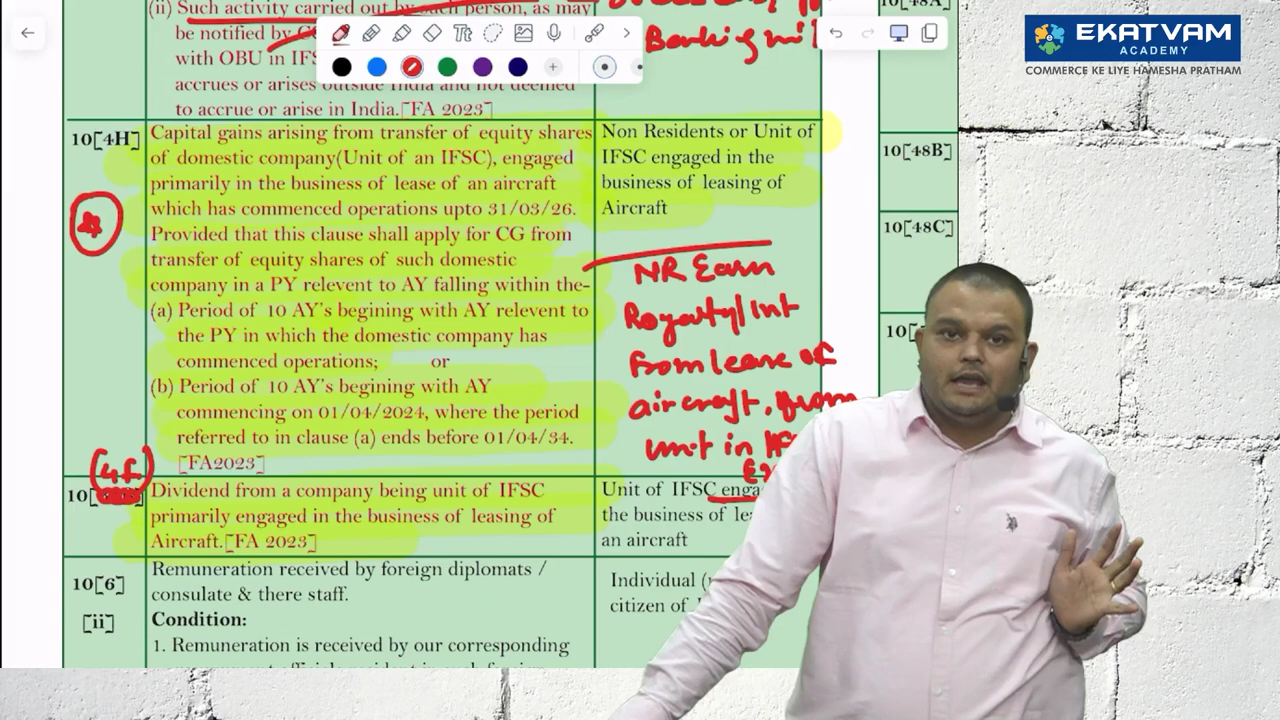 (ii) Such activity carried out by such person, as may
be notified by
with OBU in IFS
accrues or arises outside India and not deemed
to accrue or arise in India.[FA 2023]
Banking
10[48A]
EKATVAM
ACADEMY
COMMERCE KE LIYE HAMESHA PRATHAM
10[4H]
Capital gains arising from transfer of equity shares
of domestic company(Unit of an IFSC), engaged
primarily in the business of lease of an aircraft
which has commenced operations upto 31/03/26.
Provided that this clause shall apply for CG from
transfer of equity shares of such domestic
company in a PY relevent to AY falling within the-
(a) Period of 10 AY's begining with AY relevent to
the PY in which the domestic company has
commenced operations; or
(b) Period of 10 AY's begining with AY
commencing on 01/04/2024, where the period
referred to in clause (a) ends before 01/04/34.
[FA2023]
Non Residents or Unit of
IFSC engaged in the
business of leasing of
Aircraft
NR Earn
Royalty/Int
from lease of
aircraft, from
unit in IF
10[48B]
10[48C]
10[
10[
Dividend from a company being unit of IFSC
primarily engaged in the business of leasing of
Aircraft.[FA 2023]
Unit of IFSC enga
the business of lea
an aircraft
10[6]
[ii]
Remuneration received by foreign diplomats /
consulate & there staff.
Condition:
1. Remuneration is received by our corresponding
Individual (
citizen of
Tt